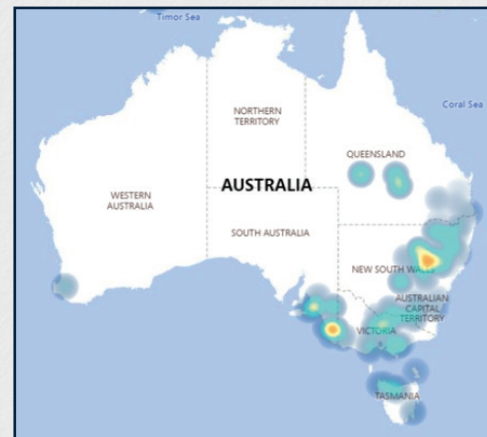 Timor Sea
Coral Sea
NORTHERN
TERRITORY
QUEENSLAND
AUSTRALIA
WESTERN
AUSTRALIA
SOUTH AUSTRALIA
NEW SOUTH WALES
AUSTRALIAN
CAPITAL
TERRITORY
VICTORIA
TASMANIA